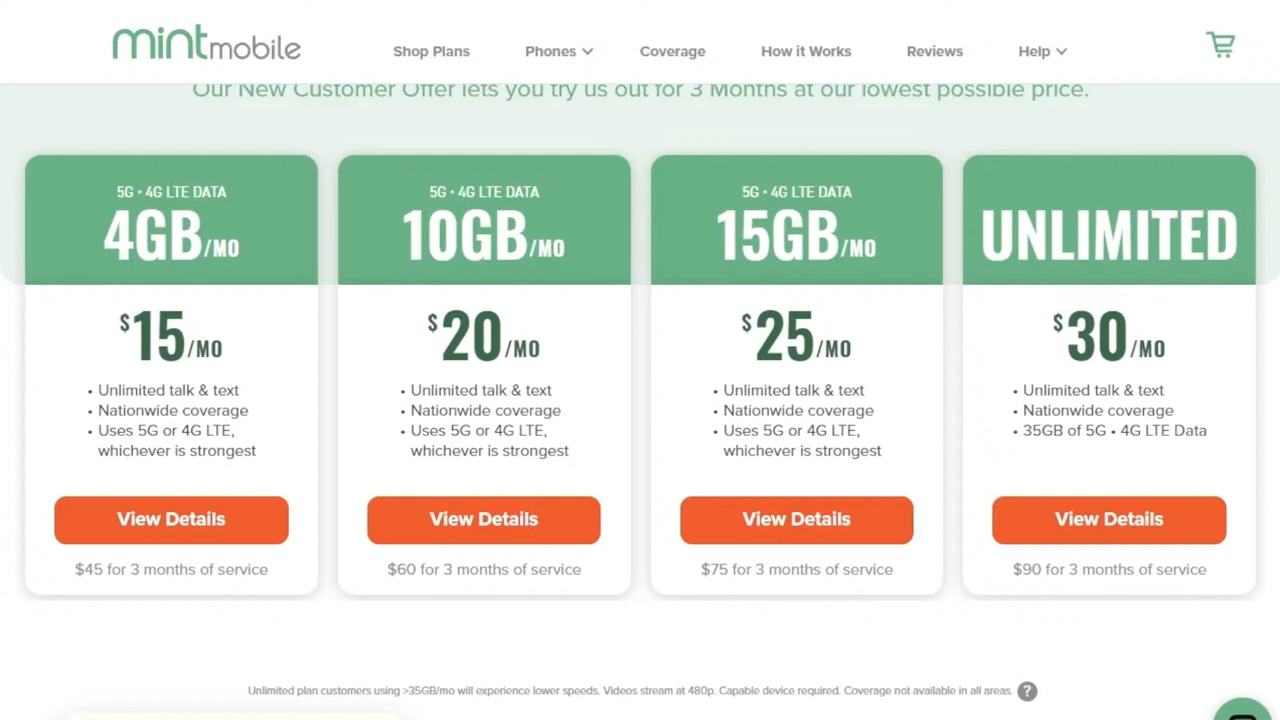 mintmobile
Shop Plans
Phones
Coverage
How it Works
Reviews
Help
Our New Customer Offer lets you try us out for 3 Months at our lowest possible price.
5G • 4G LTE DATA
4GB/MO
$15/MO
• Unlimited talk & text
• Nationwide coverage
• Uses 5G or 4G LTE,
whichever is strongest
View Details
$45 for 3 months of service
5G • 4G LTE DATA
10GB/MO
$20/MO
• Unlimited talk & text
• Nationwide coverage
• Uses 5G or 4G LTE,
whichever is strongest
View Details
$60 for 3 months of service
5G • 4G LTE DATA
15GB/MO
$25/MO
• Unlimited talk & text
• Nationwide coverage
• Uses 5G or 4G LTE,
whichever is strongest
View Details
$75 for 3 months of service
UNLIMITED
$30/MO
• Unlimited talk & text
• Nationwide coverage
• 35GB of 5G • 4G LTE Data
View Details
$90 for 3 months of service
Unlimited plan customers using >35GB/mo will experience lower speeds. Videos stream at 480p. Capable device required. Coverage not available in all areas. ?